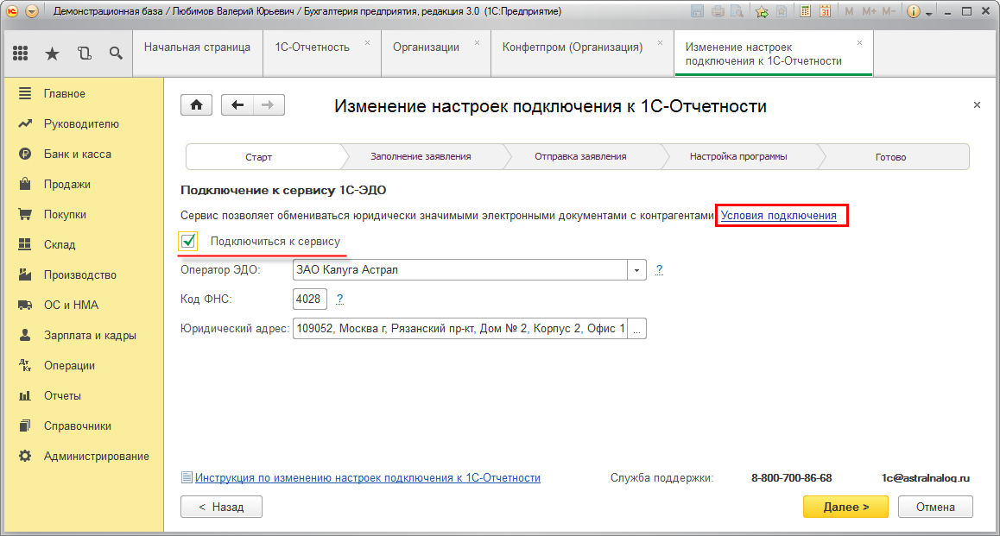 Демонстрационная база / Любимов Валерий Юрьевич / Бухгалтерия предприятия, редакция 3.0 (1С:Предприятие)
31 M M+ M-
Начальная страница
1С-Отчетность
Организации
Конфетпром (Организация)
Изменение настроек
подключения к 1С-Отчетности
Главное
Руководителю
Банк и касса
Продажи
Покупки
Склад
Производство
ОС и НМА
Зарплата и кадры
Дт Кт Операции
Отчеты
Справочники
Администрирование
Изменение настроек подключения к 1С-Отчетности
Старт
Заполнение заявления
Отправка заявления
Настройка программы
Готово
Подключение к сервису 1С-ЭДО
Сервис позволяет обмениваться юридически значимыми электронными документами с контрагентами Условия подключения
Подключиться к сервису
Оператор ЭДО: ЗАО Калуга Астрал ?
Код ФНС: 4028 ?
Юридический адрес: 109052, Москва г, Рязанский пр-кт, Дом № 2, Корпус 2, Офис 1 ...
Инструкция по изменению настроек подключения к 1С-Отчетности
Служба поддержки: 8-800-700-86-68 1c@astralnalog.ru
< Назад
Далее >
Отмена